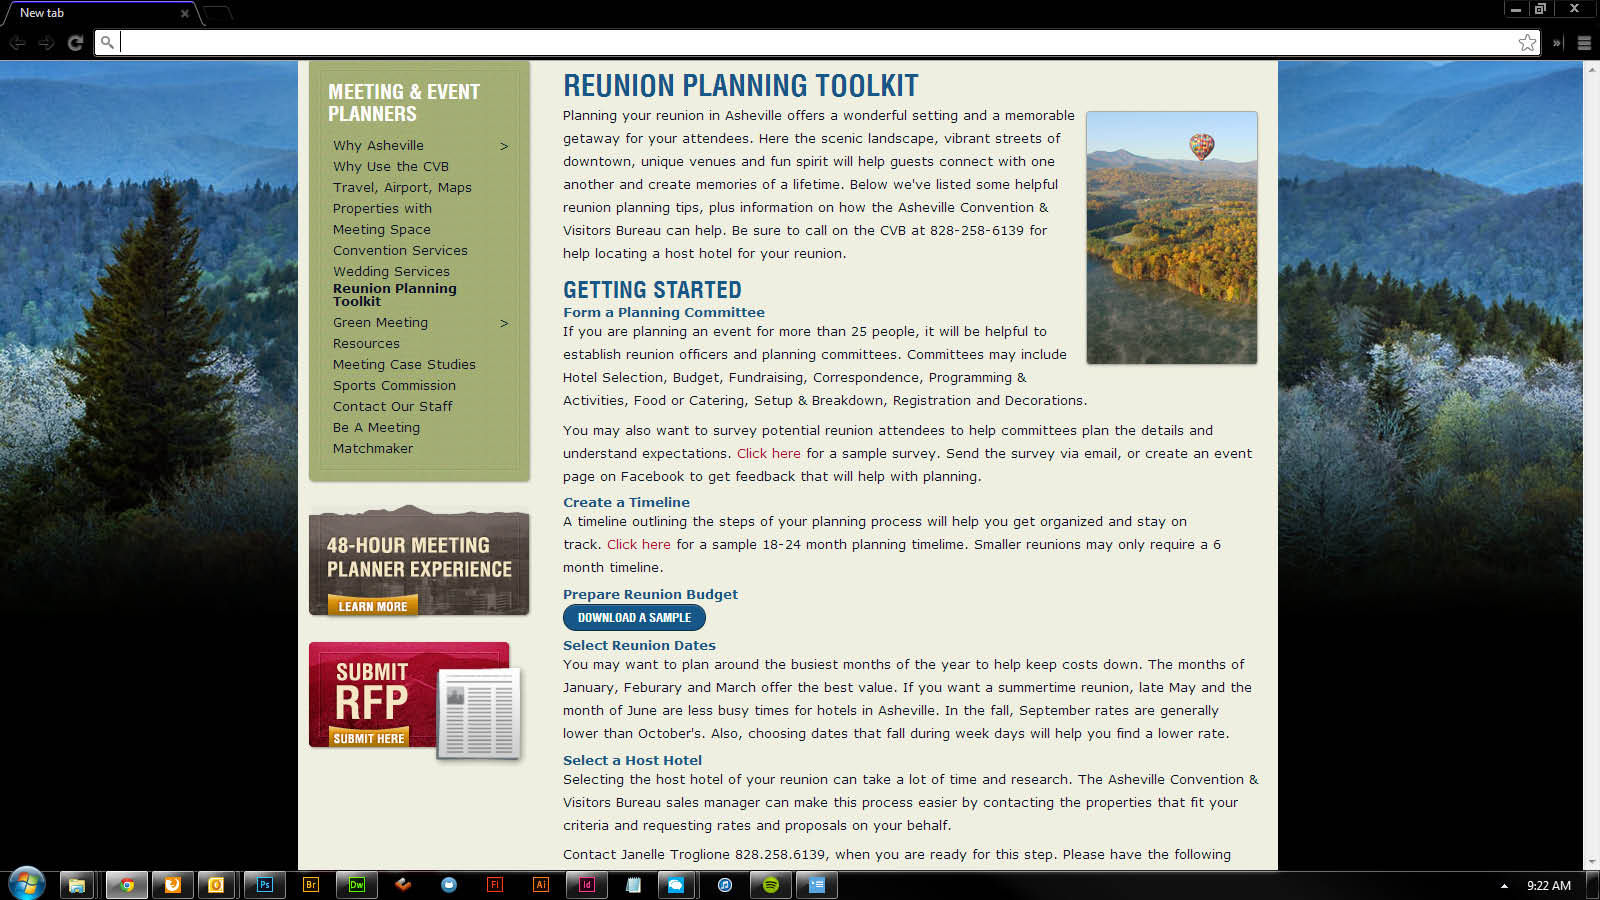 New tab
MEETING & EVENT
PLANNERS
Why Asheville >
Why Use the CVB
Travel, Airport, Maps
Properties with
Meeting Space
Convention Services
Wedding Services
Reunion Planning
Toolkit
Green Meeting >
Resources
Meeting Case Studies
Sports Commission
Contact Our Staff
Be A Meeting
Matchmaker
48-HOUR MEETING
PLANNER EXPERIENCE
LEARN MORE
SUBMIT
RFP
SUBMIT HERE
REUNION PLANNING TOOLKIT
Planning your reunion in Asheville offers a wonderful setting and a memorable
getaway for your attendees. Here the scenic landscape, vibrant streets of
downtown, unique venues and fun spirit will help guests connect with one
another and create memories of a lifetime. Below we've listed some helpful
reunion planning tips, plus information on how the Asheville Convention &
Visitors Bureau can help. Be sure to call on the CVB at 828-258-6139 for
help locating a host hotel for your reunion.
GETTING STARTED
Form a Planning Committee
If you are planning an event for more than 25 people, it will be helpful to
establish reunion officers and planning committees. Committees may include
Hotel Selection, Budget, Fundraising, Correspondence, Programming &
Activities, Food or Catering, Setup & Breakdown, Registration and Decorations.
You may also want to survey potential reunion attendees to help committees plan the details and
understand expectations. Click here for a sample survey. Send the survey via email, or create an event
page on Facebook to get feedback that will help with planning.
Create a Timeline
A timeline outlining the steps of your planning process will help you get organized and stay on
track. Click here for a sample 18-24 month planning timelime. Smaller reunions may only require a 6
month timeline.
Prepare Reunion Budget
DOWNLOAD A SAMPLE
Select Reunion Dates
You may want to plan around the busiest months of the year to help keep costs down. The months of
January, Feburary and March offer the best value. If you want a summertime reunion, late May and the
month of June are less busy times for hotels in Asheville. In the fall, September rates are generally
lower than October's. Also, choosing dates that fall during week days will help you find a lower rate.
Select a Host Hotel
Selecting the host hotel of your reunion can take a lot of time and research. The Asheville Convention &
Visitors Bureau sales manager can make this process easier by contacting the properties that fit your
criteria and requesting rates and proposals on your behalf.
Contact Janelle Troglione 828.258.6139, when you are ready for this step. Please have the following
Ps Br Dw Fl Ai Id
9:22 AM